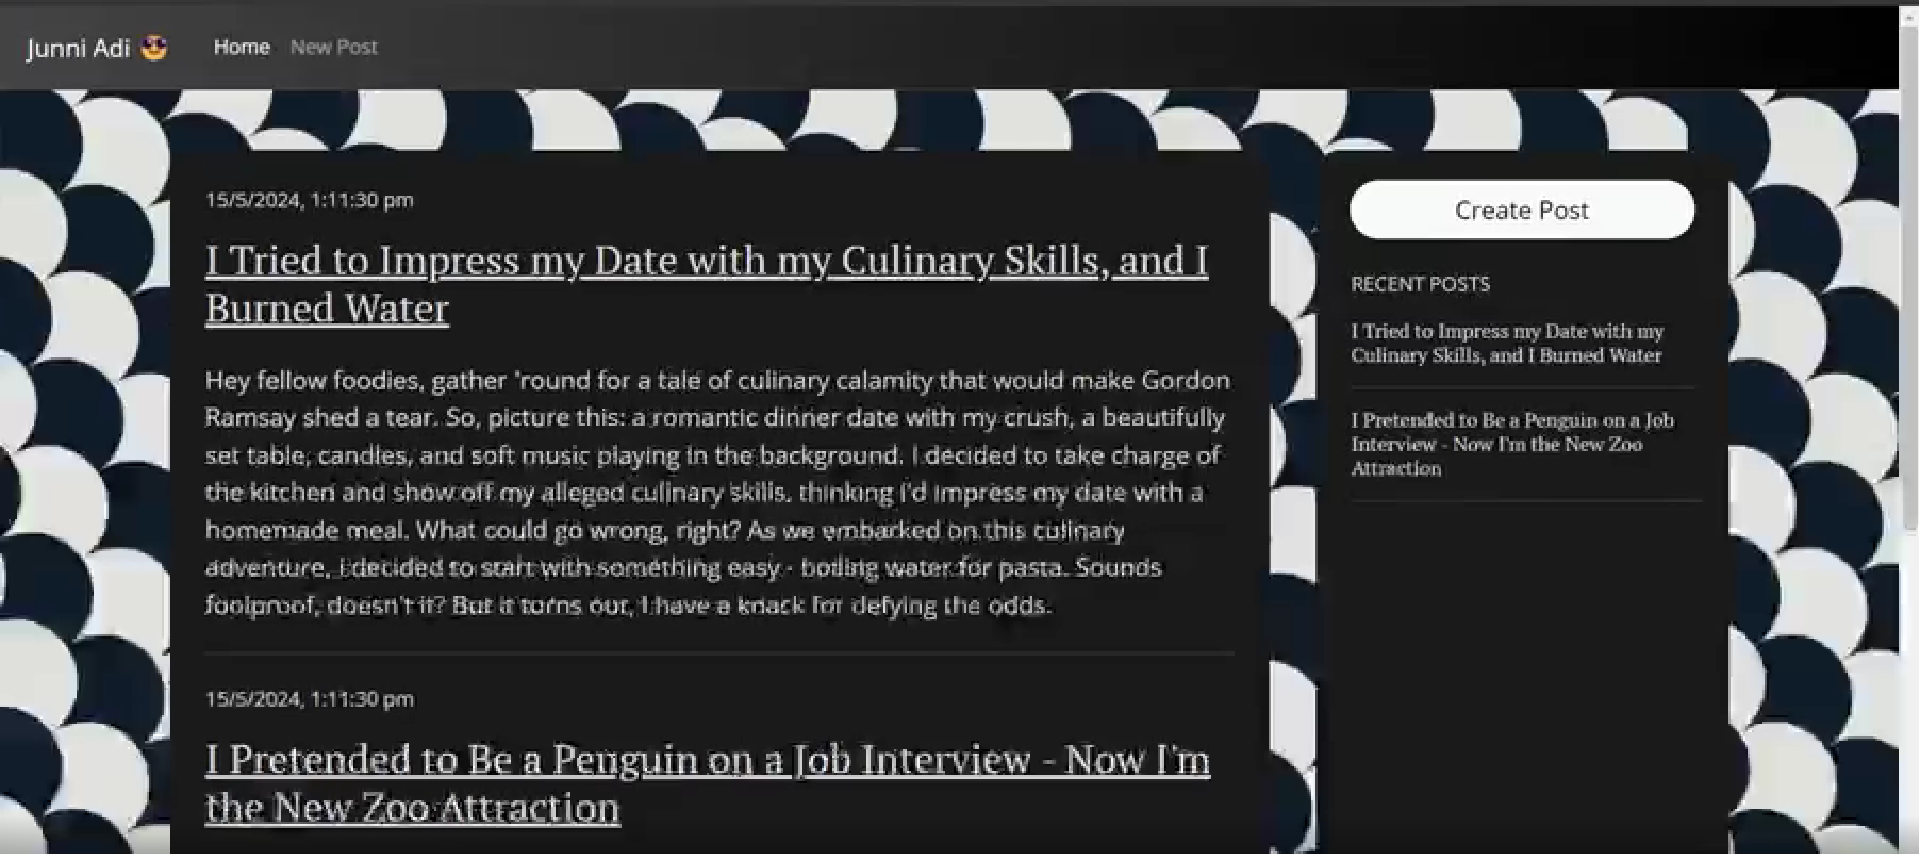 Junni Adi
Home New Post
15/5/2024, 1:11:30 pm
I Tried to Impress my Date with my Culinary Skills, and I
Burned Water
Hey fellow foodies, gather 'round for a tale of culinary calamity that would make Gordon
Ramsay shed a tear. So, picture this: a romantic dinner date with my crush, a beautifully
set table, candles, and soft music playing in the background. I decided to take charge of
the kitchen and show off my alleged culinary skills, thinking I'd impress my date with a
homemade meal. What could go wrong, right? As we embarked on this culinary
adventure, I decided to start with something easy - boiling water for pasta. Sounds
foolproof, doesn't it? But it turns out, I have a knack for defying the odds.
15/5/2024, 1:11:30 pm
I Pretended to Be a Penguin on a Job Interview - Now I'm
the New Zoo Attraction
Create Post
RECENT POSTS
I Tried to Impress my Date with my
Culinary Skills, and I Burned Water
I Pretended to Be a Penguin on a Job
Interview - Now I'm the New Zoo
Attraction